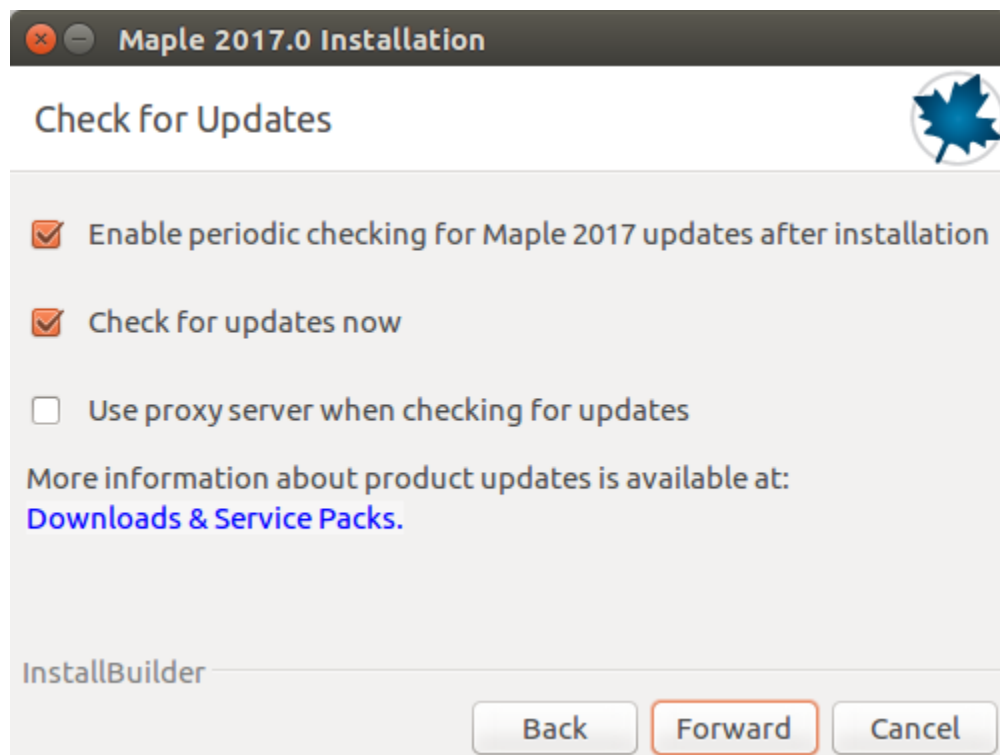 Maple 2017.0 Installation
Check for Updates
Enable periodic checking for Maple 2017 updates after installation
Check for updates now
Use proxy server when checking for updates
More information about product updates is available at:
Downloads & Service Packs.
InstallBuilder
Back Forward Cancel